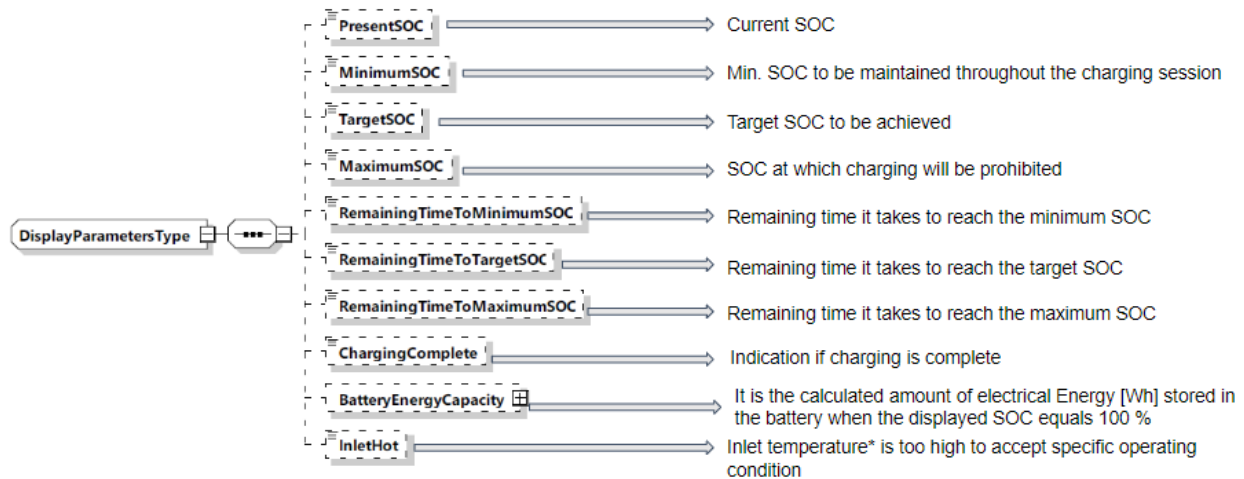 PresentSOC
Current SOC
MinimumSOC
Min. SOC to be maintained throughout the charging session
TargetSOC
Target SOC to be achieved
MaximumSOC
SOC at which charging will be prohibited
DisplayParametersType
RemainingTimeToMinimumSOC
Remaining time it takes to reach the minimum SOC
RemainingTimeToTargetSOC
Remaining time it takes to reach the target SOC
RemainingTimeToMaximumSOC
Remaining time it takes to reach the maximum SOC
ChargingComplete
Indication if charging is complete
BatteryEnergyCapacity
It is the calculated amount of electrical Energy [Wh] stored in
the battery when the displayed SOC equals 100 %
InletHot
Inlet temperature* is too high to accept specific operating
condition